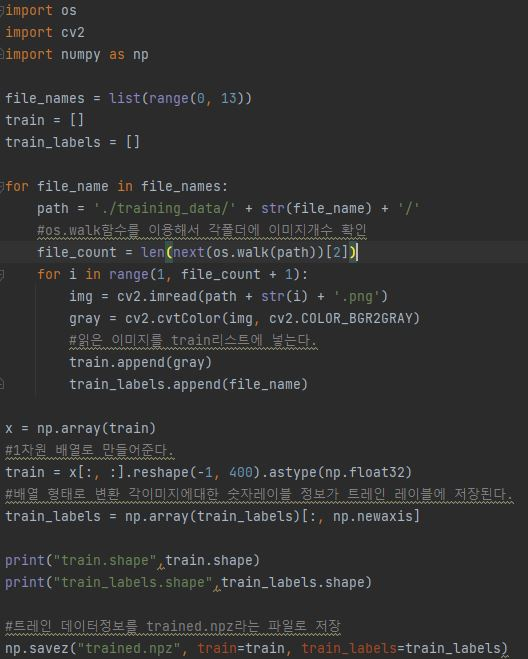 import os
import cv2
import numpy as np
file_names = list(range(0, 13))
train = []
train_labels = []
for file_name in file_names:
path = './training_data/' + str(file_name) + '/'
#os.walk함수를 이용해서 각폴더에 이미지개수 확인
file_count = len(next(os.walk(path))[2])
for i in range(1, file_count + 1):
img = cv2.imread(path + str(i) + '.png')
gray = cv2.cvtColor(img, cv2.COLOR_BGR2GRAY)
#읽은 이미지를 train리스트에 넣는다.
train.append(gray)
train_labels.append(file_name)
x = np.array(train)
#1차원 배열로 만들어준다.
train = x[:, :].reshape(-1, 400).astype(np.float32)
#배열 형태로 변환 각이미지에대한 숫자레이블 정보가 트레인 레이블에 저장된다.
train_labels = np.array(train_labels)[:, np.newaxis]
print("train.shape",train.shape)
print("train_labels.shape",train_labels.shape)
#트레인 데이터정보를 trained.npz라는 파일로 저장
np.savez("trained.npz", train=train, train_labels=train_labels)